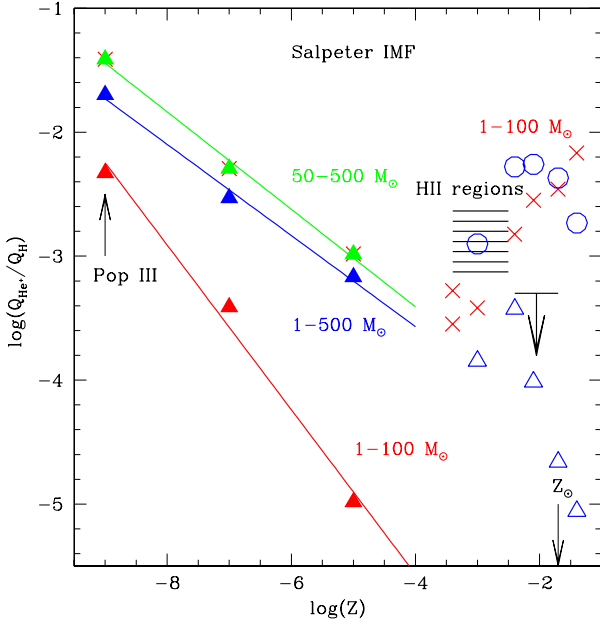 −1
Salpeter IMF
−2
1−100 M⊙
50−500 M⊙
HII regions
−3
Pop III
log(Q_He⁺/Q_H)
1−500 M⊙
−4
1−100 M⊙
Z⊙
−5
−8
−6
−4
−2
log(Z)